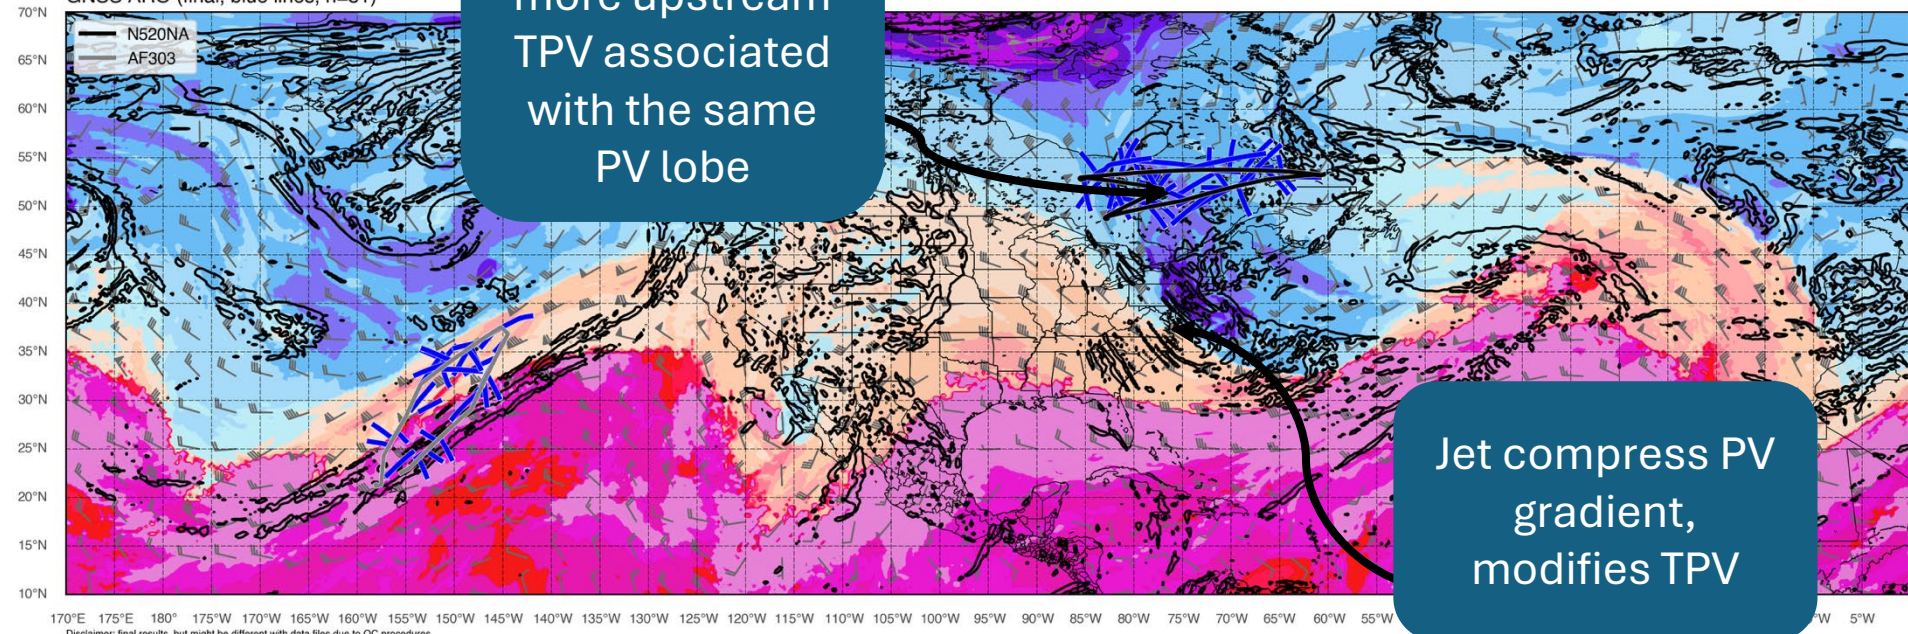 GNSS ARO (final, blue lines, n=81)
N520NA
AF303
more upstream
TPV associated
with the same
PV lobe
Jet compress PV
gradient,
modifies TPV
70°N
65°N
60°N
55°N
50°N
45°N
40°N
35°N
30°N
25°N
20°N
15°N
10°N
170°E 175°E 180° 175°W 170°W 165°W 160°W 155°W 150°W 145°W 140°W 135°W 130°W 125°W 120°W 115°W 110°W 105°W 100°W 95°W 90°W 85°W 80°W 75°W 70°W 65°W 60°W 55°W 5°W
Disclaimer: final results, but might be different with data files due to QC procedures